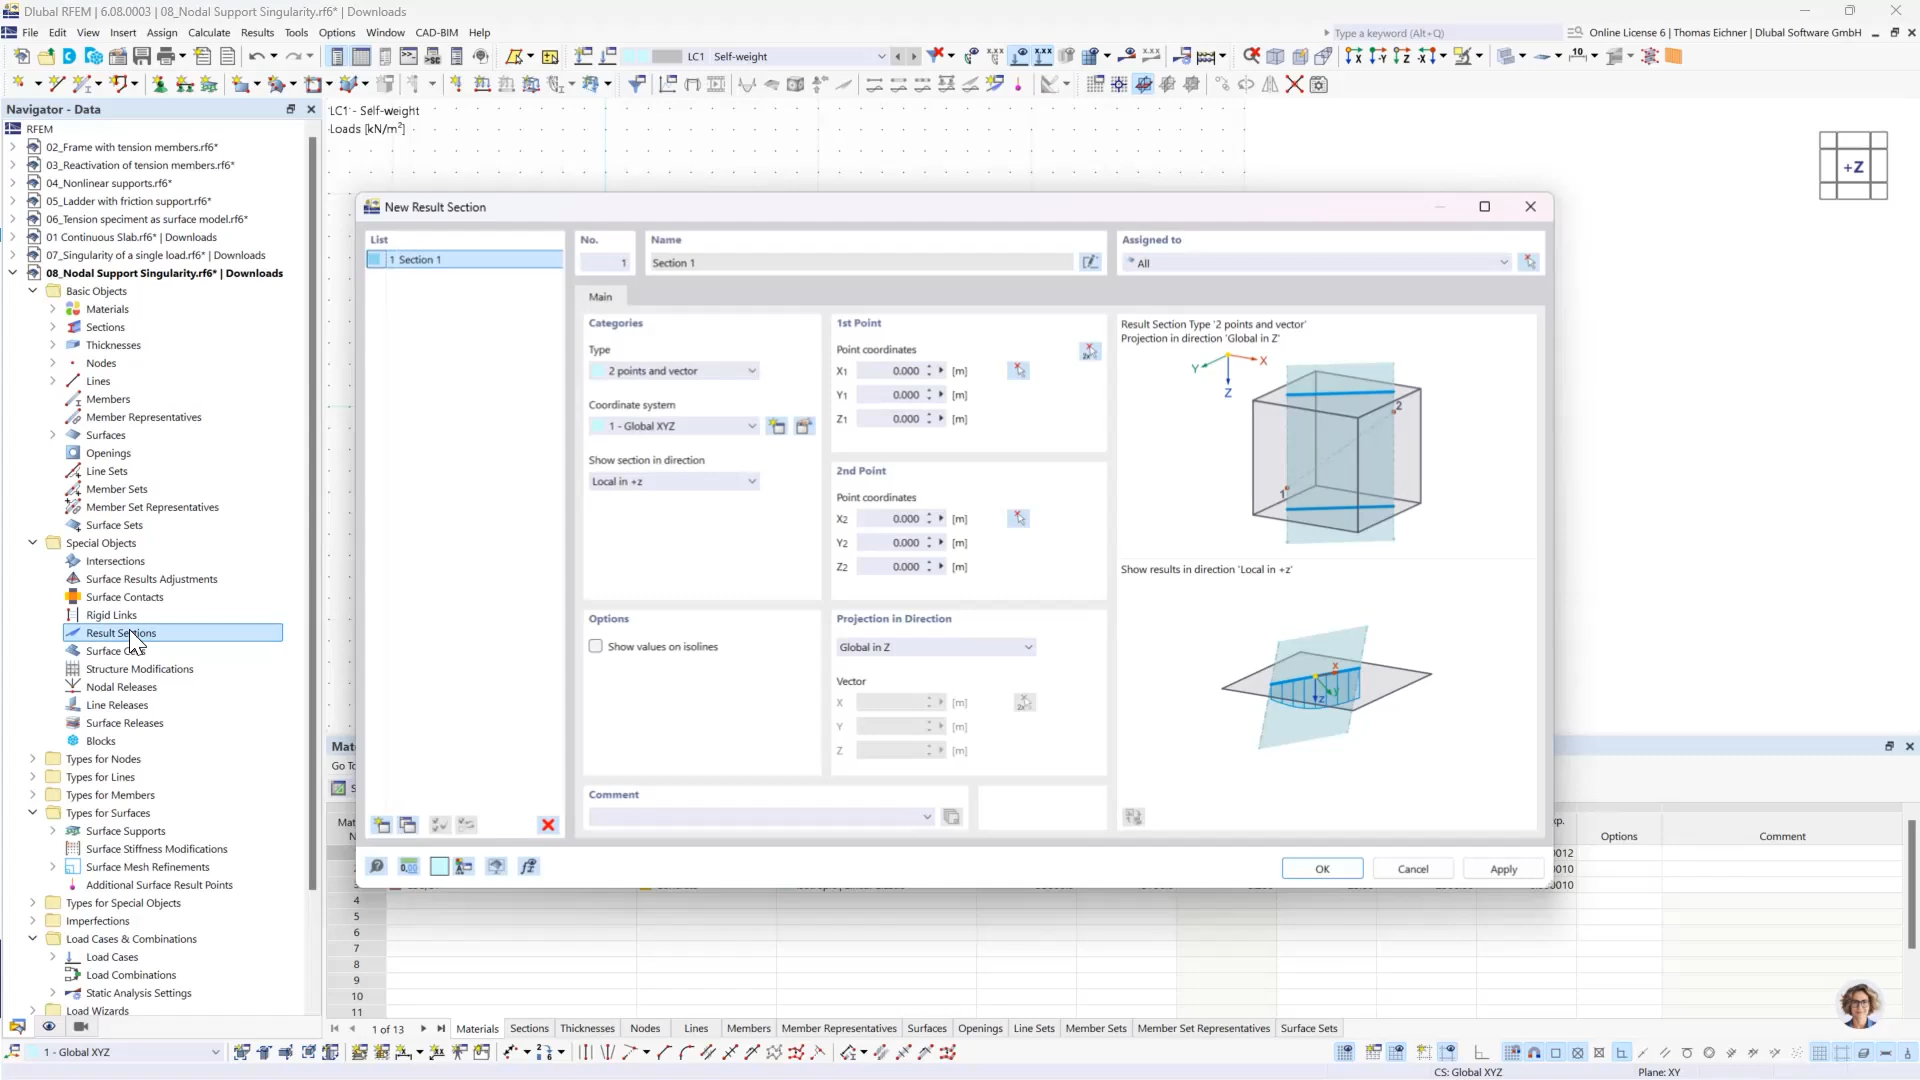 Dlubal RFEM | 6.08.0003 | 08_Nodal Support Singularity.rf6* | Downloads
File Edit View Insert Assign Calculate Results Tools Options Window CAD-BIM Help
Type a keyword (Alt+Q)
Online License 6 | Thomas Eichner | Dlubal Software GmbH
LC1 Self-weight
Navigator - Data
RFEM
02_Frame with tension members.rf6*
03_Reactivation of tension members.rf6*
04_Nonlinear supports.rf6*
05_Ladder with friction support.rf6*
06_Tension speciment as surface model.rf6*
01 Continuous Slab.rf6* | Downloads
07_Singularity of a single load.rf6* | Downloads
08_Nodal Support Singularity.rf6* | Downloads
Basic Objects
Materials
Sections
Thicknesses
Nodes
Lines
Members
Member Representatives
Surfaces
Openings
Line Sets
Member Sets
Member Set Representatives
Surface Sets
Special Objects
Intersections
Surface Results Adjustments
Surface Contacts
Rigid Links
Result Sections
Surface
Structure Modifications
Nodal Releases
Line Releases
Surface Releases
Blocks
Types for Nodes
Types for Lines
Types for Members
Types for Surfaces
Surface Supports
Surface Stiffness Modifications
Surface Mesh Refinements
Additional Surface Result Points
Types for Special Objects
Imperfections
Load Cases & Combinations
Load Cases
Load Combinations
Static Analysis Settings
Load Wizards
1 - Global XYZ
LC1 - Self-weight
Loads [kN/m²]
+Z
New Result Section
List
1 Section 1
No.
1
Name
Section 1
Assigned to
All
Main
Categories
Type
2 points and vector
Coordinate system
1 - Global XYZ
Show section in direction
Local in +z
Options
Show values on isolines
1st Point
Point coordinates
X1 0.000 [m]
Y1 0.000 [m]
Z1 0.000 [m]
2nd Point
Point coordinates
X2 0.000 [m]
Y2 0.000 [m]
Z2 0.000 [m]
Projection in Direction
Global in Z
Vector
X [m]
Y [m]
Z [m]
Comment
Result Section Type '2 points and vector'
Projection in direction 'Global in Z'
Y X
Z
2
1
Show results in direction 'Local in +z'
x
y
z
OK Cancel Apply
Options Comment
4
5
6
7
8
9
10
11
1 of 13
Materials Sections Thicknesses Nodes Lines Members Member Representatives Surfaces Openings Line Sets Member Sets Member Set Representatives Surface Sets
CS: Global XYZ
Plane: XY